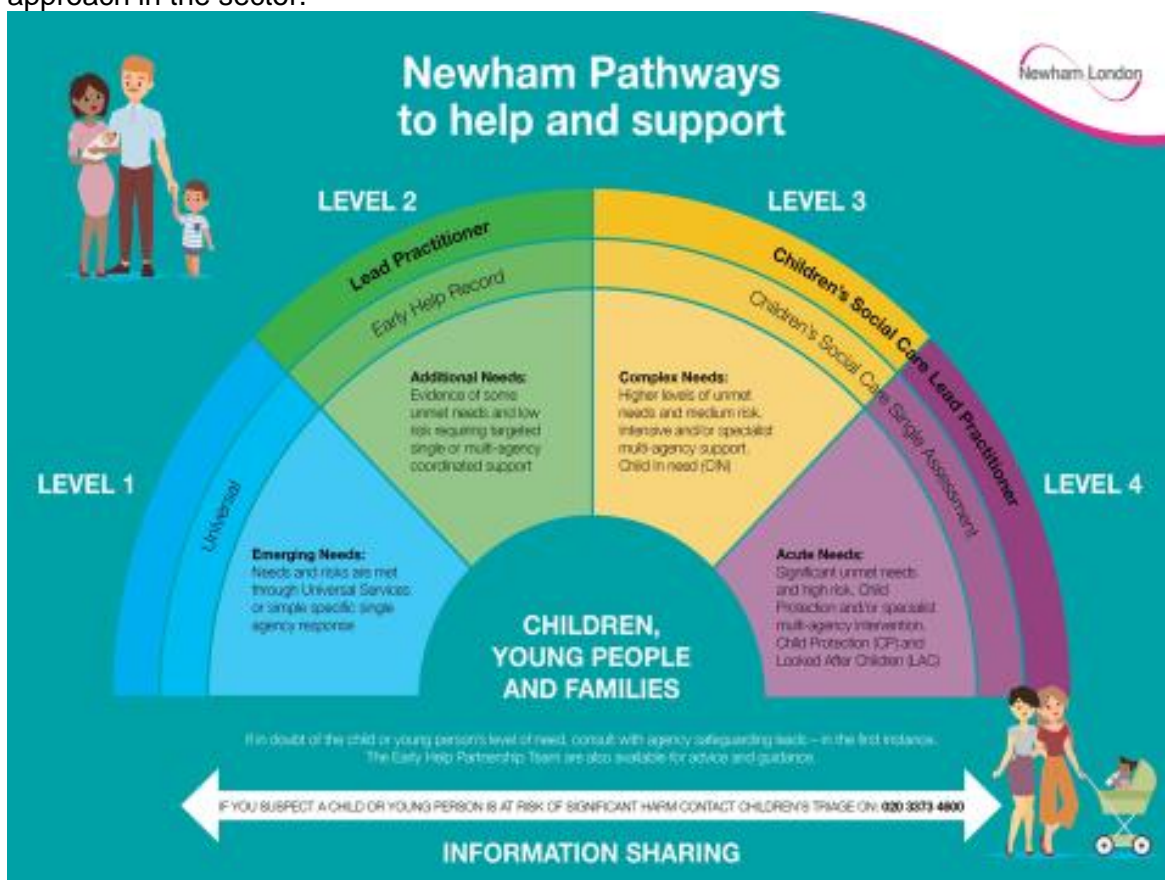 approach in the sector.
Newham Pathways
to help and support
Newham London
LEVEL 1
Universal
Emerging Needs:
Needs and risks are met
through Universal Services
or simple specific single
agency response
LEVEL 2
Lead Practitioner
Early Help Record
Additional Needs:
Evidence of some
unmet needs and low
risk requiring targeted
single or multi-agency
coordinated support
LEVEL 3
Children's Social Care Lead Practitioner
Children's Social Care Single Assessment
Complex Needs:
Higher levels of unmet
needs and medium risk.
Intensive and/or specialist
multi-agency support.
Child In need (CIN)
LEVEL 4
Acute Needs:
Significant unmet needs
and high risk. Child
Protection and/or specialist
multi-agency intervention.
Child Protection (CP) and
Looked After Children (LAC)
CHILDREN,
YOUNG PEOPLE
AND FAMILIES
If in doubt of the child or young person's level of need, consult with agency safeguarding leads – in the first instance.
The Early Help Partnership Team are also available for advice and guidance.
IF YOU SUSPECT A CHILD OR YOUNG PERSON IS AT RISK OF SIGNIFICANT HARM CONTACT CHILDREN'S TRIAGE ON: 020 3373 4600
INFORMATION SHARING